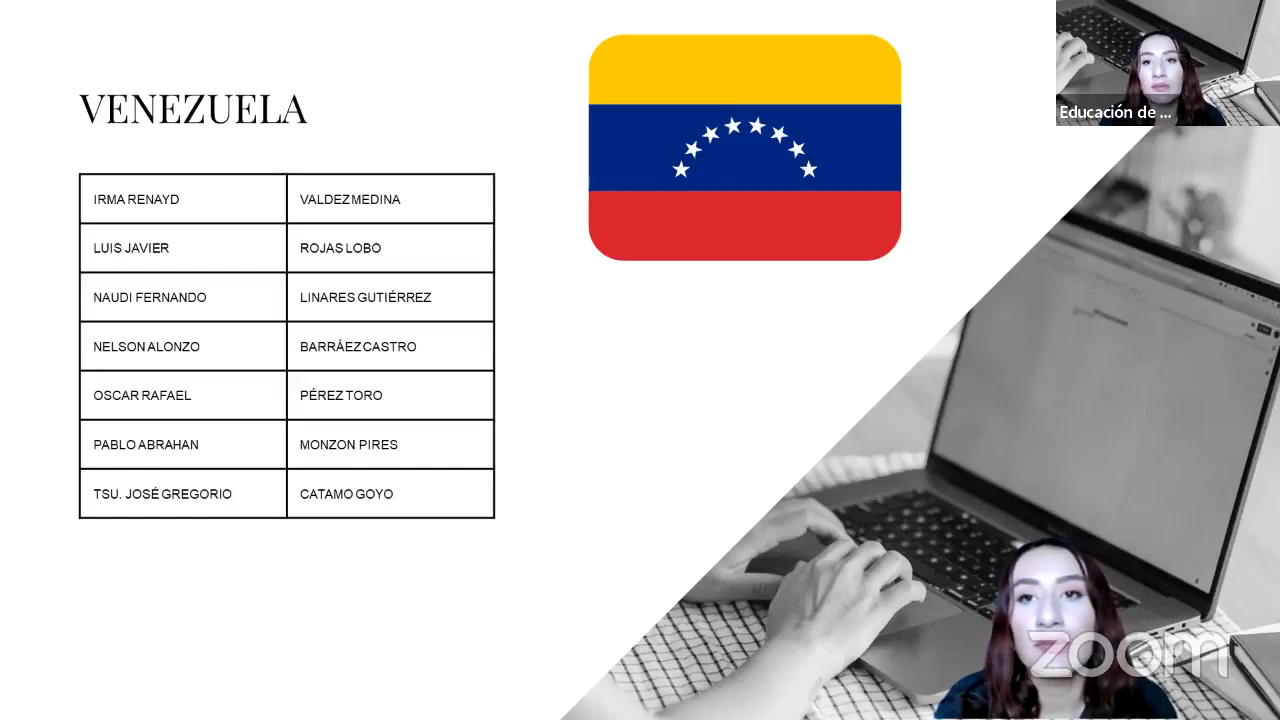 VENEZUELA
IRMA RENAYD VALDEZ MEDINA
LUIS JAVIER ROJAS LOBO
NAUDI FERNANDO LINARES GUTIÉRREZ
NELSON ALONZO BARRÁEZ CASTRO
OSCAR RAFAEL PÉREZ TORO
PABLO ABRAHAN MONZON PIRES
TSU. JOSÉ GREGORIO CATAMO GOYO
Educación de ...
zoom